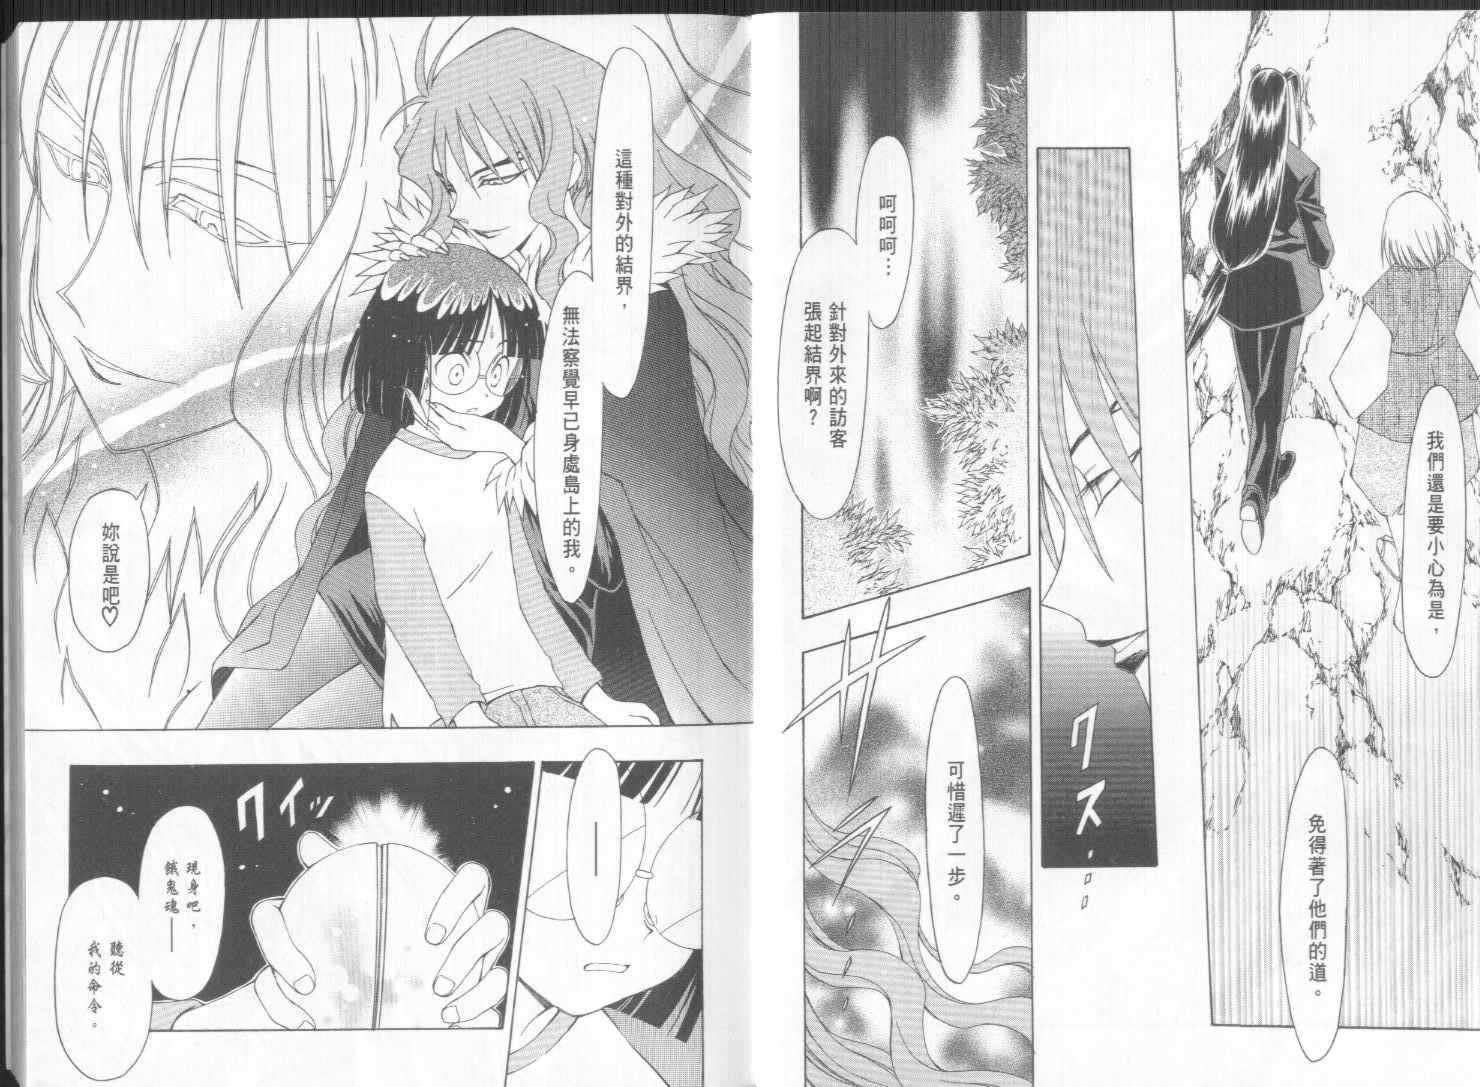 我們還是要小心為是，
免得著了他們的道。
クス…
呵呵呵…
針對外來的訪客
張起結界啊？
可惜遲了一步。
這種對外的結界，
無法察覺早已身處島上的我。
妳說是吧♡
——
クイッ
現身吧，
餓鬼魂——
聽從
我的命令。